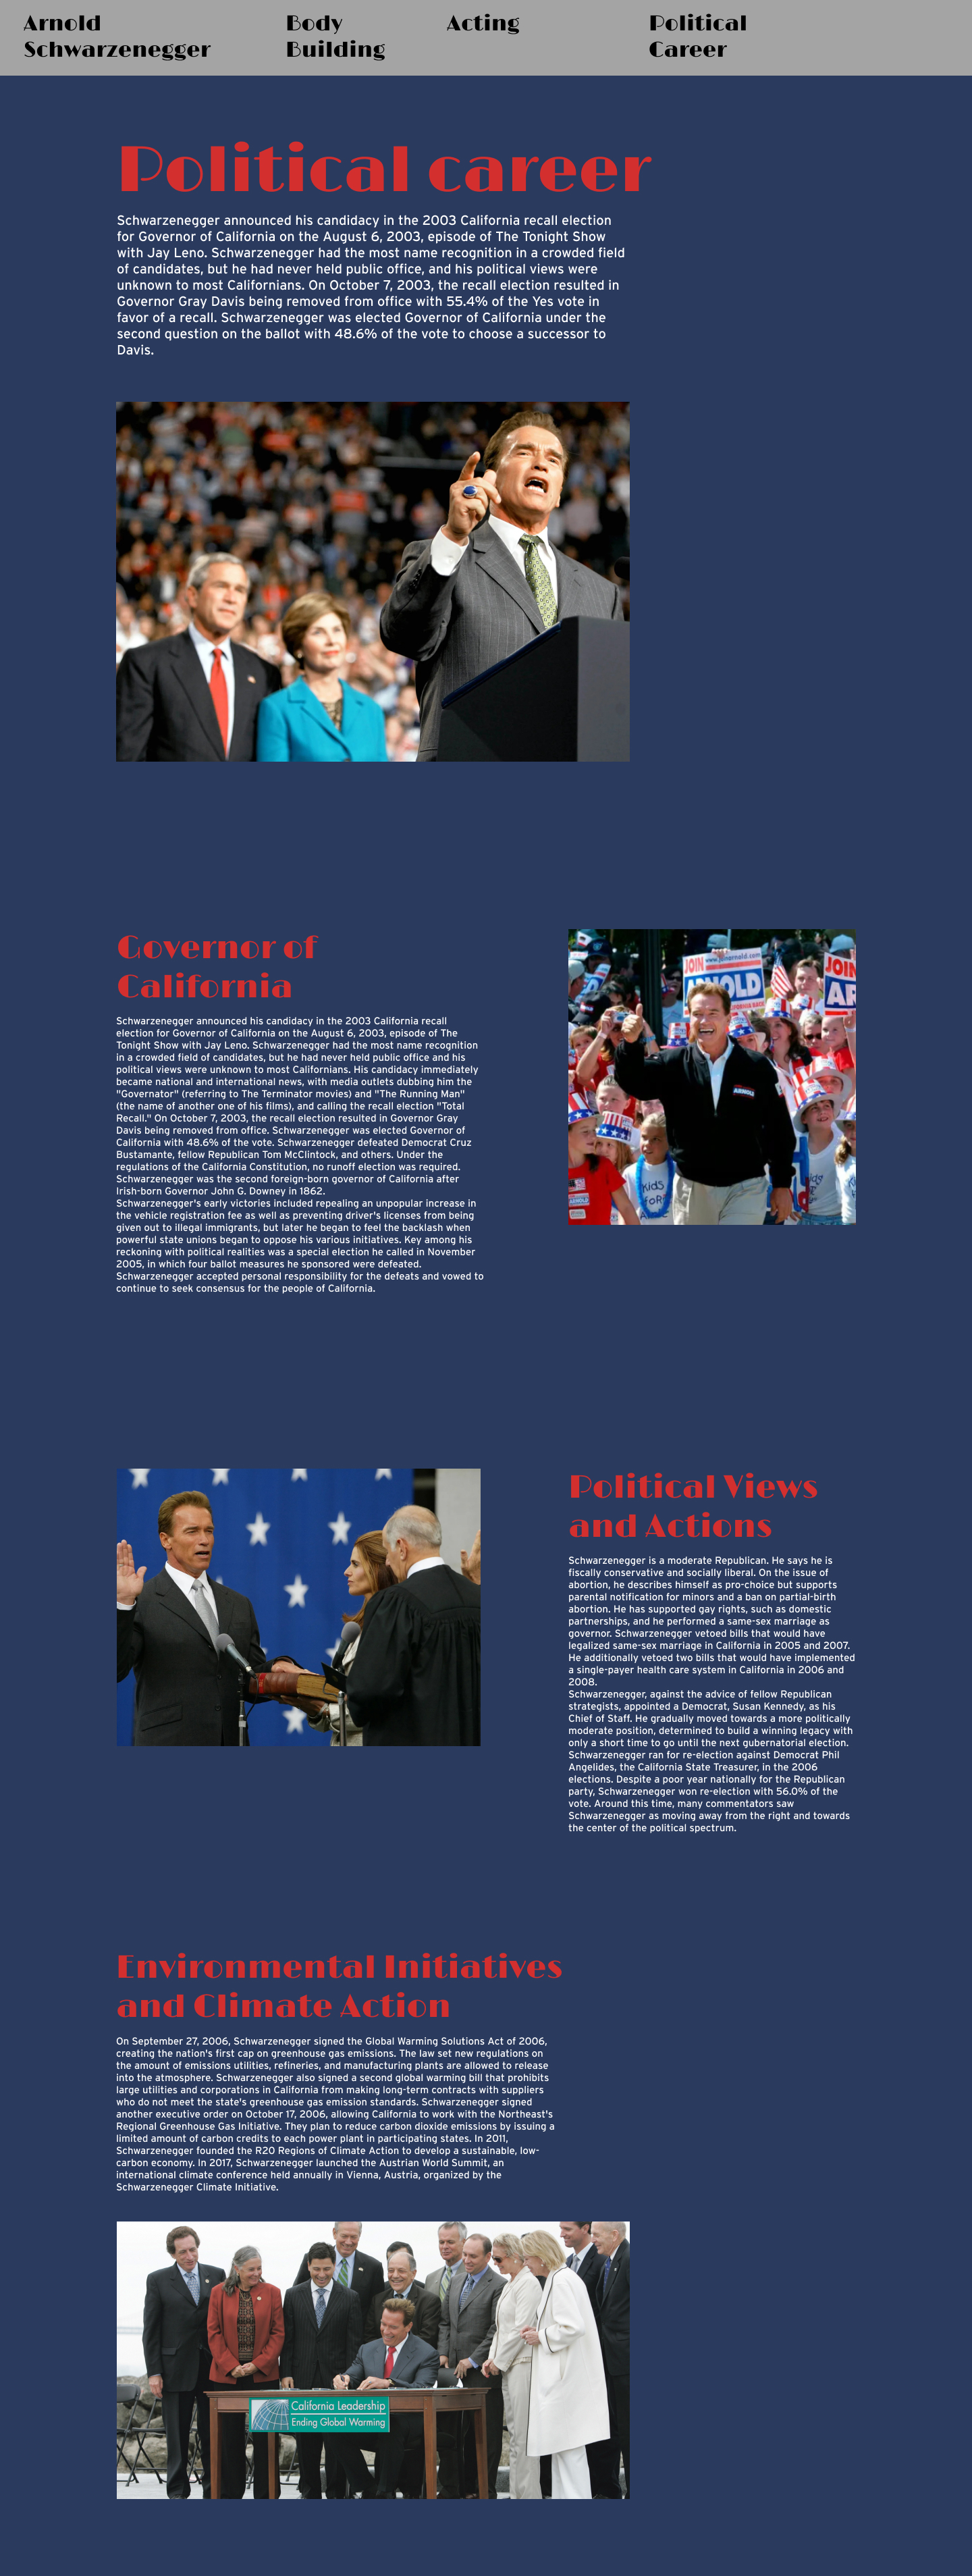 Arnold
Schwarzenegger
Body
Building
Acting
Political
Career
Political career
Schwarzenegger announced his candidacy in the 2003 California recall election
for Governor of California on the August 6, 2003, episode of The Tonight Show
with Jay Leno. Schwarzenegger had the most name recognition in a crowded field
of candidates, but he had never held public office, and his political views were
unknown to most Californians. On October 7, 2003, the recall election resulted in
Governor Gray Davis being removed from office with 55.4% of the Yes vote in
favor of a recall. Schwarzenegger was elected Governor of California under the
second question on the ballot with 48.6% of the vote to choose a successor to
Davis.
Governor of
California
Schwarzenegger announced his candidacy in the 2003 California recall
election for Governor of California on the August 6, 2003, episode of The
Tonight Show with Jay Leno. Schwarzenegger had the most name recognition
in a crowded field of candidates, but he had never held public office and his
political views were unknown to most Californians. His candidacy immediately
became national and international news, with media outlets dubbing him the
"Governator" (referring to The Terminator movies) and "The Running Man"
(the name of another one of his films), and calling the recall election "Total
Recall." On October 7, 2003, the recall election resulted in Governor Gray
Davis being removed from office. Schwarzenegger was elected Governor of
California with 48.6% of the vote. Schwarzenegger defeated Democrat Cruz
Bustamante, fellow Republican Tom McClintock, and others. Under the
regulations of the California Constitution, no runoff election was required.
Schwarzenegger was the second foreign-born governor of California after
Irish-born Governor John G. Downey in 1862.
Schwarzenegger's early victories included repealing an unpopular increase in
the vehicle registration fee as well as preventing driver's licenses from being
given out to illegal immigrants, but later he began to feel the backlash when
powerful state unions began to oppose his various initiatives. Key among his
reckoning with political realities was a special election he called in November
2005, in which four ballot measures he sponsored were defeated.
Schwarzenegger accepted personal responsibility for the defeats and vowed to
continue to seek consensus for the people of California.
JOIN www.joinarnold.com
NOLD
JOIN
AR
ARNOLD
Kids
FoR
Political Views
and Actions
Schwarzenegger is a moderate Republican. He says he is
fiscally conservative and socially liberal. On the issue of
abortion, he describes himself as pro-choice but supports
parental notification for minors and a ban on partial-birth
abortion. He has supported gay rights, such as domestic
partnerships, and he performed a same-sex marriage as
governor. Schwarzenegger vetoed bills that would have
legalized same-sex marriage in California in 2005 and 2007.
He additionally vetoed two bills that would have implemented
a single-payer health care system in California in 2006 and
2008.
Schwarzenegger, against the advice of fellow Republican
strategists, appointed a Democrat, Susan Kennedy, as his
Chief of Staff. He gradually moved towards a more politically
moderate position, determined to build a winning legacy with
only a short time to go until the next gubernatorial election.
Schwarzenegger ran for re-election against Democrat Phil
Angelides, the California State Treasurer, in the 2006
elections. Despite a poor year nationally for the Republican
party, Schwarzenegger won re-election with 56.0% of the
vote. Around this time, many commentators saw
Schwarzenegger as moving away from the right and towards
the center of the political spectrum.
Environmental Initiatives
and Climate Action
On September 27, 2006, Schwarzenegger signed the Global Warming Solutions Act of 2006,
creating the nation's first cap on greenhouse gas emissions. The law set new regulations on
the amount of emissions utilities, refineries, and manufacturing plants are allowed to release
into the atmosphere. Schwarzenegger also signed a second global warming bill that prohibits
large utilities and corporations in California from making long-term contracts with suppliers
who do not meet the state's greenhouse gas emission standards. Schwarzenegger signed
another executive order on October 17, 2006, allowing California to work with the Northeast's
Regional Greenhouse Gas Initiative. They plan to reduce carbon dioxide emissions by issuing a
limited amount of carbon credits to each power plant in participating states. In 2011,
Schwarzenegger founded the R20 Regions of Climate Action to develop a sustainable, low-
carbon economy. In 2017, Schwarzenegger launched the Austrian World Summit, an
international climate conference held annually in Vienna, Austria, organized by the
Schwarzenegger Climate Initiative.
California Leadership
Ending Global Warming